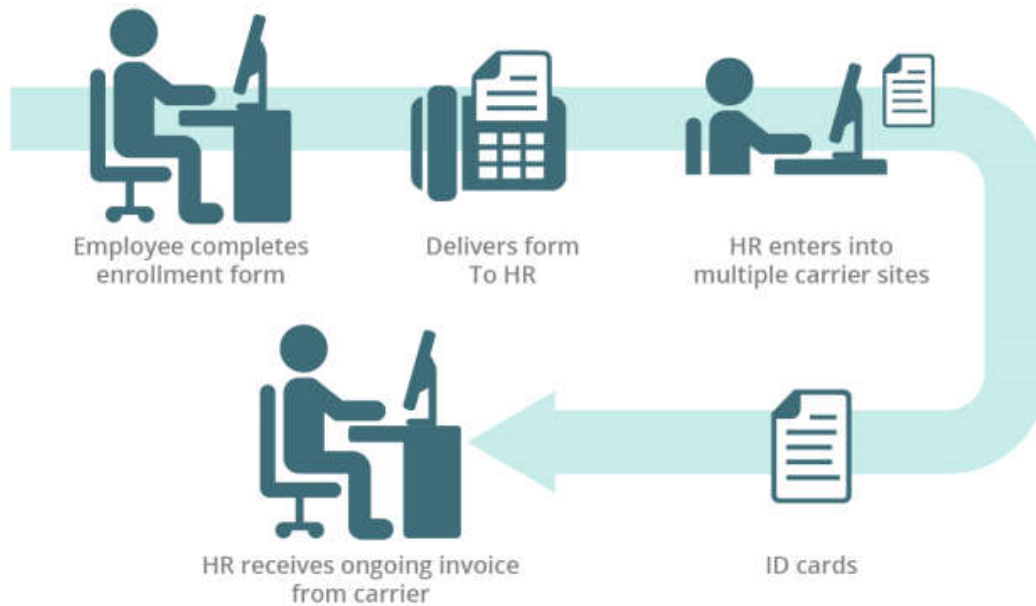 Employee completes
enrollment form
Delivers form
To HR
HR enters into
multiple carrier sites
ID cards
HR receives ongoing invoice
from carrier